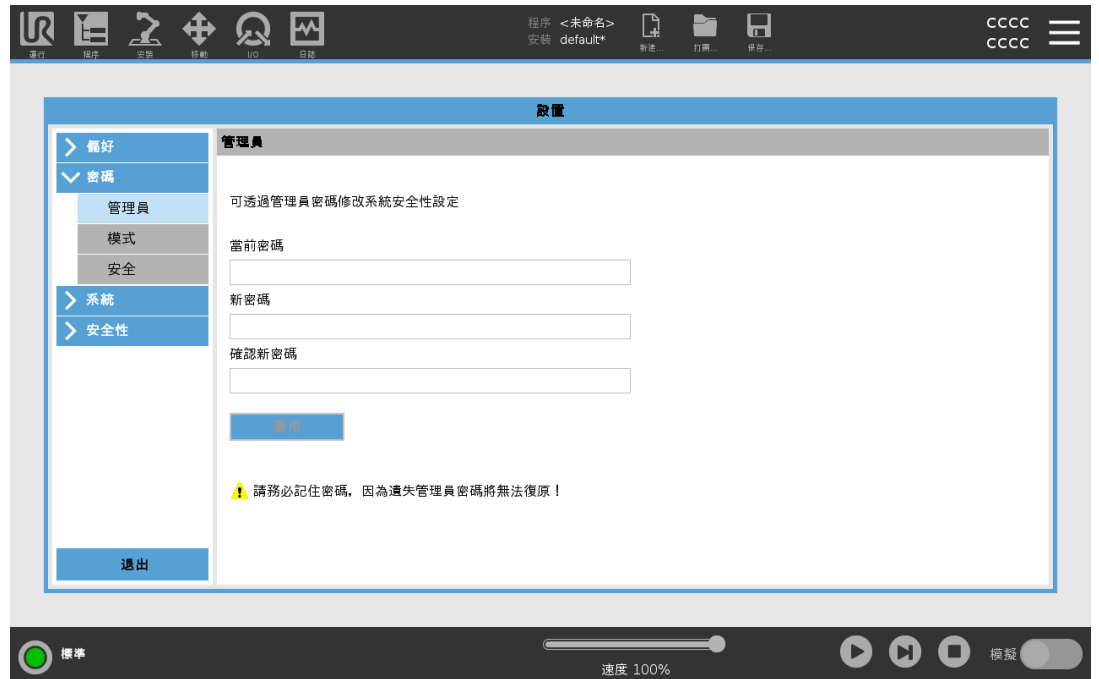 程序 <未命名>
安裝 default*
cccc
cccc
運行 程序 安裝 移動 I/O 日誌 新建... 打開... 保存...
設置
偏好
密碼
管理員
模式
安全
系統
安全性
退出
管理員
可透過管理員密碼修改系統安全性設定
當前密碼
新密碼
確認新密碼
應用
請務必記住密碼，因為遺失管理員密碼將無法復原！
標準
速度 100%
模擬